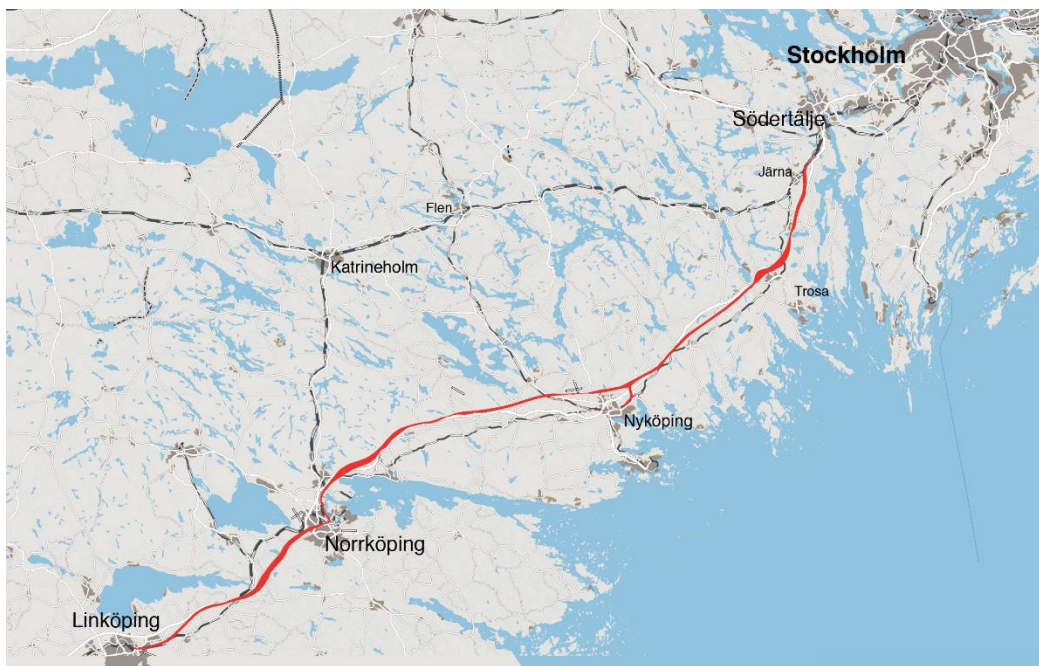 Stockholm
Södertälje
Järna
Flen
Katrineholm
Trosa
Nyköping
Norrköping
Linköping